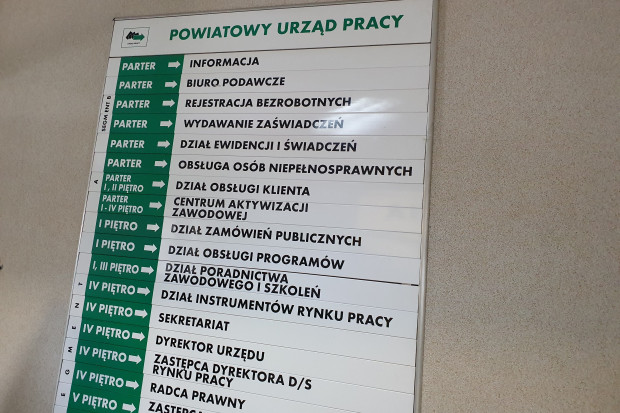 POWIATOWY URZĄD PRACY
PARTER INFORMACJA
PARTER BIURO PODAWCZE
PARTER REJESTRACJA BEZROBOTNYCH
PARTER WYDAWANIE ZAŚWIADCZEŃ
PARTER DZIAŁ EWIDENCJI I ŚWIADCZEŃ
PARTER OBSŁUGA OSÓB NIEPEŁNOSPRAWNYCH
PARTER
I, II PIĘTRO DZIAŁ OBSŁUGI KLIENTA
PARTER CENTRUM AKTYWIZACJI
I - IV PIĘTRO ZAWODOWEJ
I PIĘTRO DZIAŁ ZAMÓWIEŃ PUBLICZNYCH
I PIĘTRO DZIAŁ OBSŁUGI PROGRAMÓW
I, III PIĘTRO DZIAŁ PORADNICTWA
ZAWODOWEGO I SZKOLEŃ
IV PIĘTRO DZIAŁ INSTRUMENTÓW RYNKU PRACY
IV PIĘTRO SEKRETARIAT
IV PIĘTRO DYREKTOR URZĘDU
IV PIĘTRO ZASTĘPCA DYREKTORA D/S
RYNKU PRACY
IV PIĘTRO RADCA PRAWNY
V PIĘTRO
SEGMENT B
A
E G M E N T